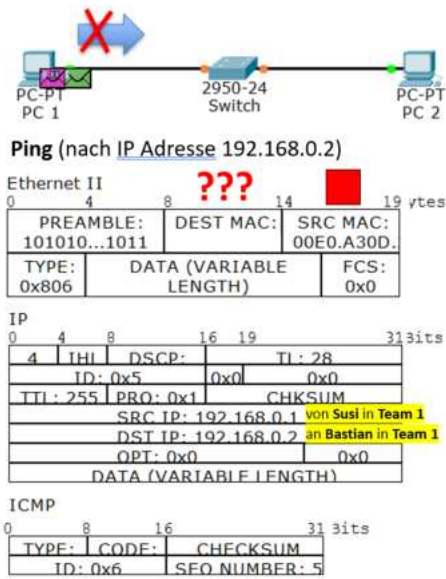 PC-PT
PC 1
2950-24
Switch
PC-PT
PC 2
Ping (nach IP Adresse 192.168.0.2)
Ethernet II
???
0 4 8 14 19 ytes
PREAMBLE: DEST MAC: SRC MAC:
101010...1011 00E0.A30D.
TYPE: DATA (VARIABLE FCS:
0x806 LENGTH) 0x0
IP
0 4 8 16 19 31 Bits
4 IHL DSCP: TL: 28
ID: 0x5 0x0 0x0
TTL: 255 PRO: 0x1 CHKSUM
SRC IP: 192.168.0.1 von Susi in Team 1
DST IP: 192.168.0.2 an Bastian in Team 1
OPT: 0x0 0x0
DATA (VARIABLE LENGTH)
ICMP
0 8 16 31 Bits
TYPE: CODE: CHECKSUM
ID: 0x6 SEQ NUMBER: 5